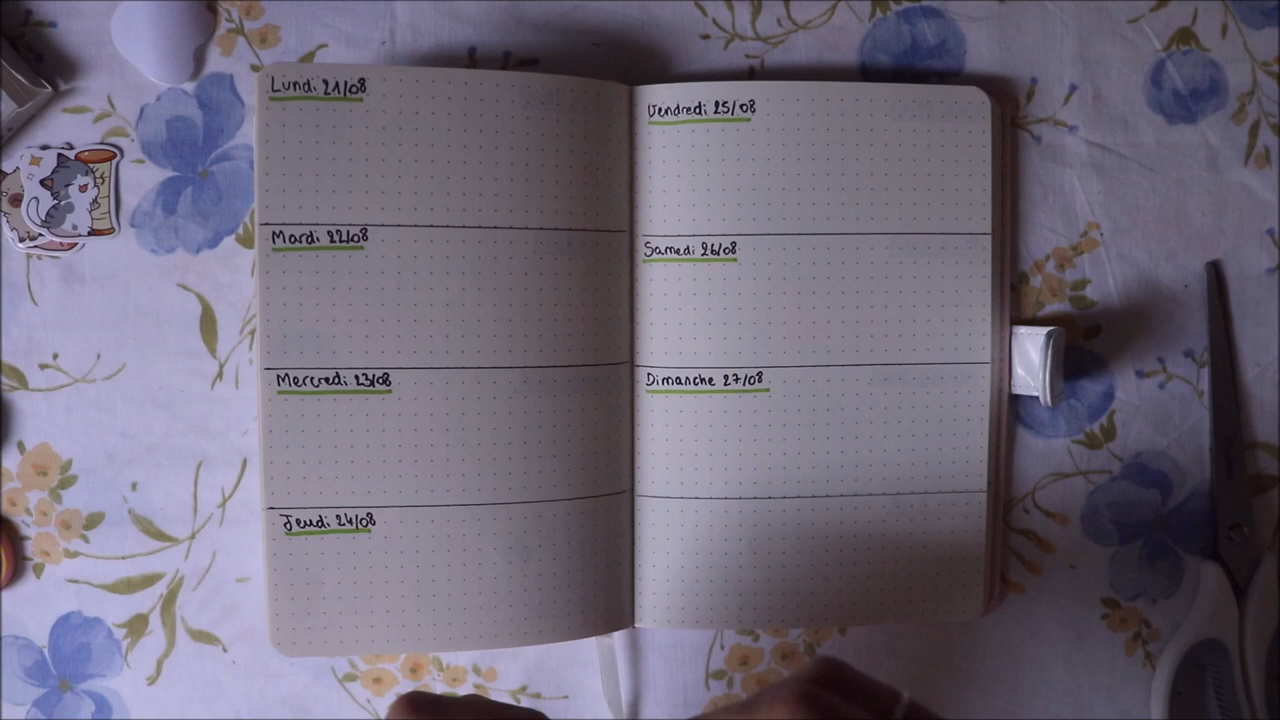 Lundi 21/08
Mardi 22/08
Mercredi 23/08
Jeudi 24/08
Vendredi 25/08
Samedi 26/08
Dimanche 27/08